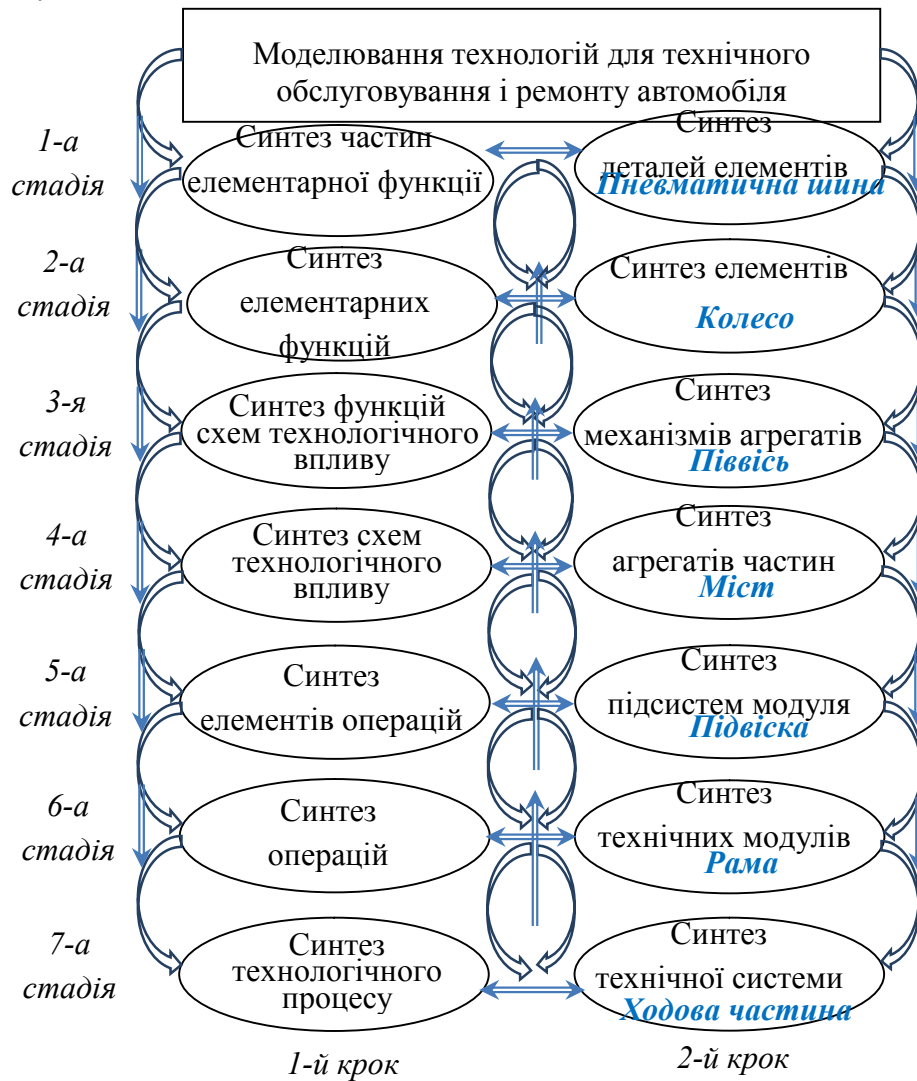 Моделювання технологій для технічного
обслуговування і ремонту автомобіля
1-а
стадія
Синтез частин
елементарної функції
Синтез
деталей елементів
Пневматична шина
2-а
стадія
Синтез
елементарних
функцій
Синтез елементів
Колесо
3-я
стадія
Синтез функцій
схем технологічного
впливу
Синтез
механізмів агрегатів
Піввісь
4-а
стадія
Синтез схем
технологічного
впливу
Синтез
агрегатів частин
Міст
5-а
стадія
Синтез
елементів операцій
Синтез
підсистем модуля
Підвіска
6-а
стадія
Синтез
операцій
Синтез
технічних модулів
Рама
7-а
стадія
Синтез
технологічного
процесу
Синтез
технічної системи
Ходова частина
1-й крок
2-й крок